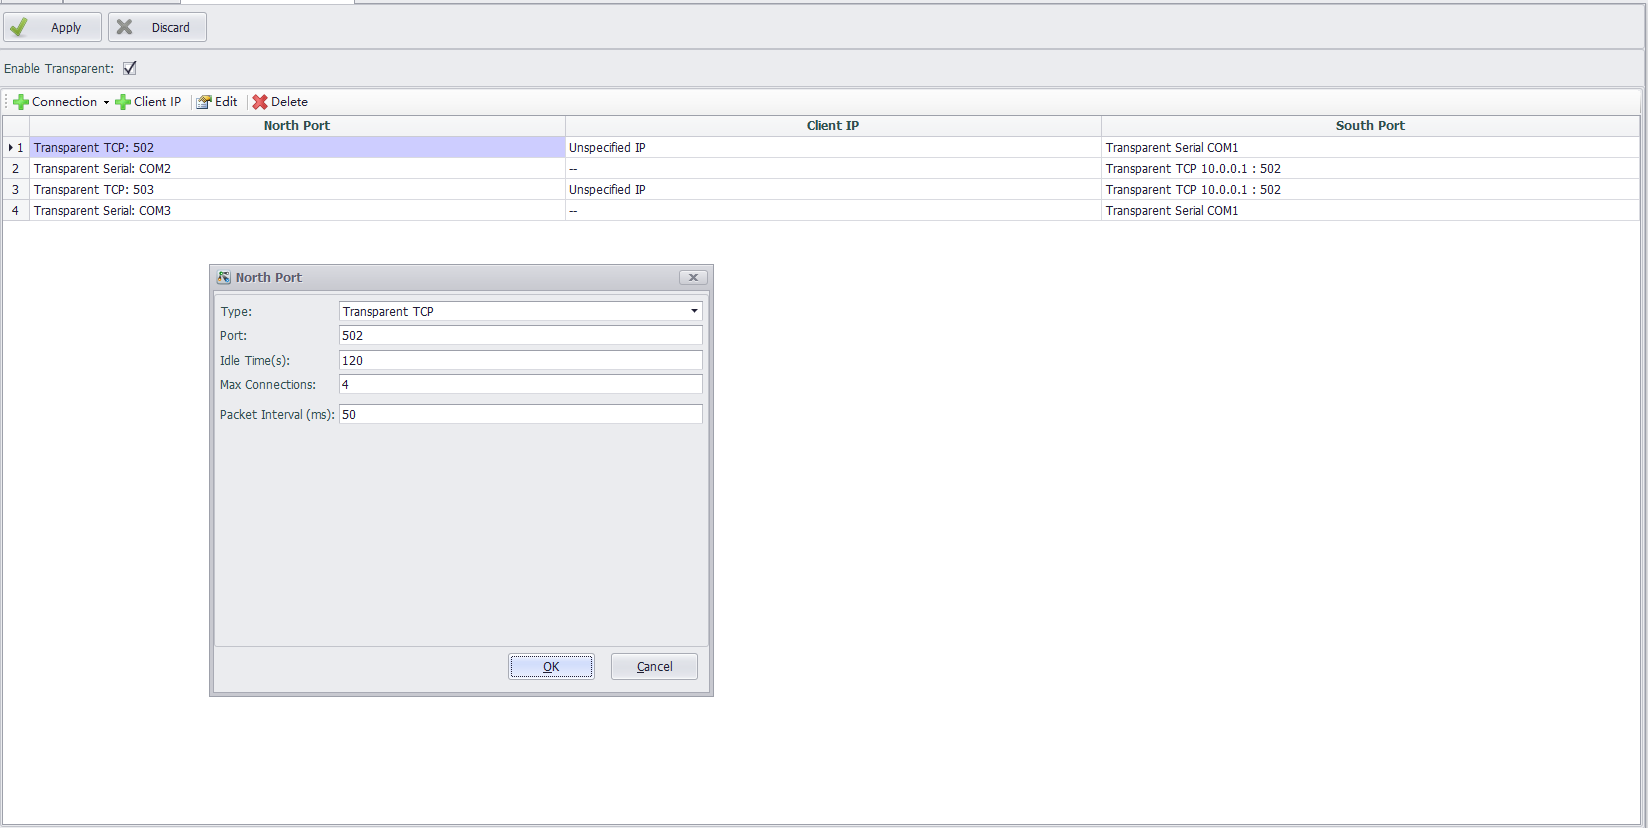 Apply Discard
Enable Transparent:
Connection Client IP Edit Delete
North Port Client IP South Port
1 Transparent TCP: 502 Unspecified IP Transparent Serial COM1
2 Transparent Serial: COM2 -- Transparent TCP 10.0.0.1 : 502
3 Transparent TCP: 503 Unspecified IP Transparent TCP 10.0.0.1 : 502
4 Transparent Serial: COM3 -- Transparent Serial COM1
North Port
Type: Transparent TCP
Port: 502
Idle Time(s): 120
Max Connections: 4
Packet Interval (ms): 50
OK Cancel